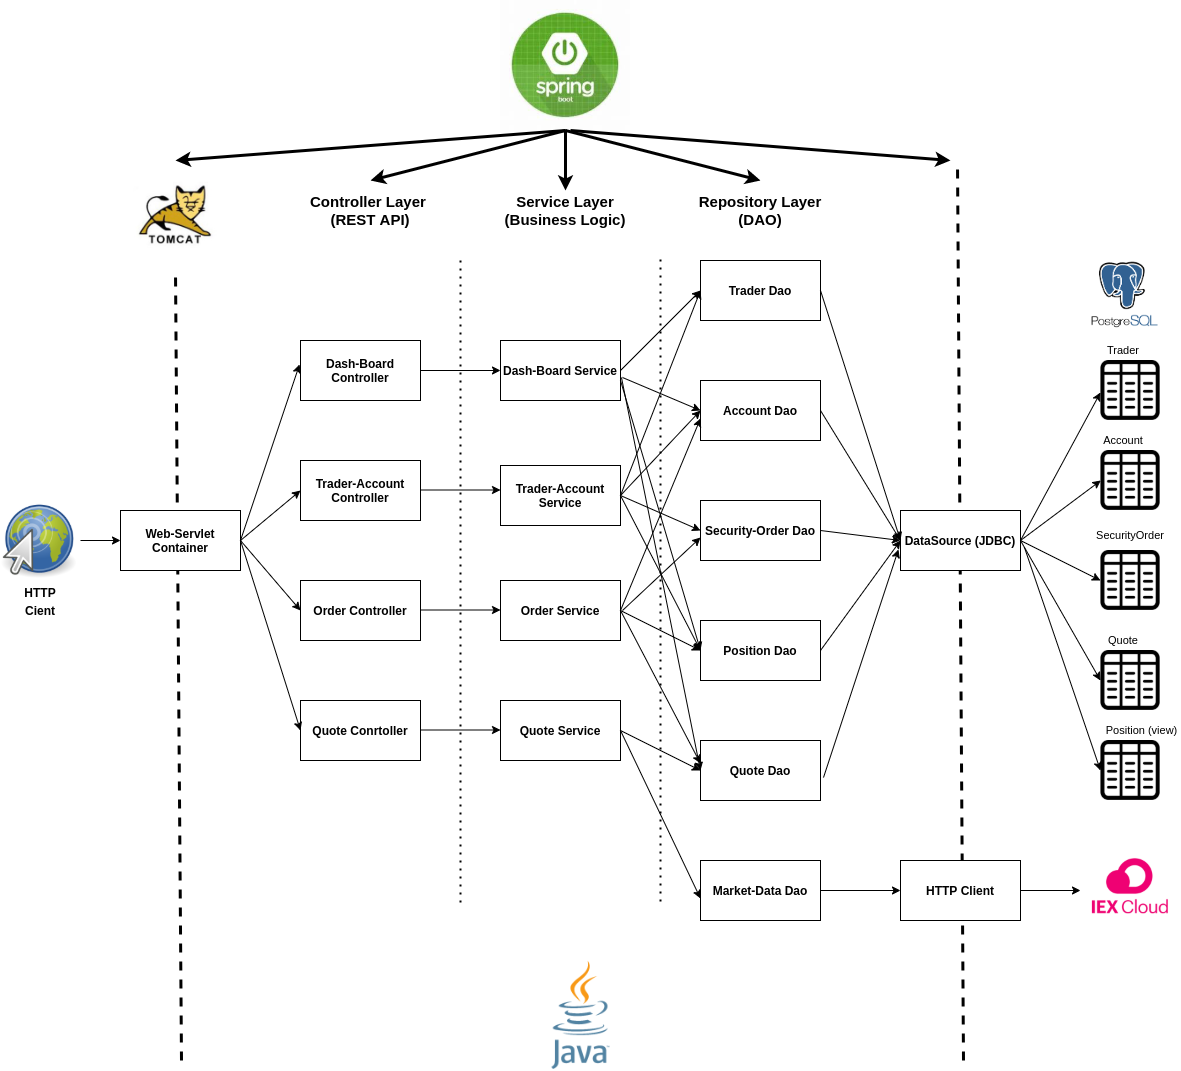 spring
boot
Controller Layer
(REST API)
Service Layer
(Business Logic)
Repository Layer
(DAO)
TOMCAT
Trader Dao
PostgreSQL
Trader
Dash-Board
Controller
Dash-Board Service
Account Dao
Account
Trader-Account
Controller
Trader-Account
Service
Security-Order Dao
Web-Servlet
Container
DataSource (JDBC)
SecurityOrder
HTTP
Cient
Order Controller
Order Service
Position Dao
Quote
Quote Conrtoller
Quote Service
Quote Dao
Position (view)
Market-Data Dao
HTTP Client
IEX Cloud
Java